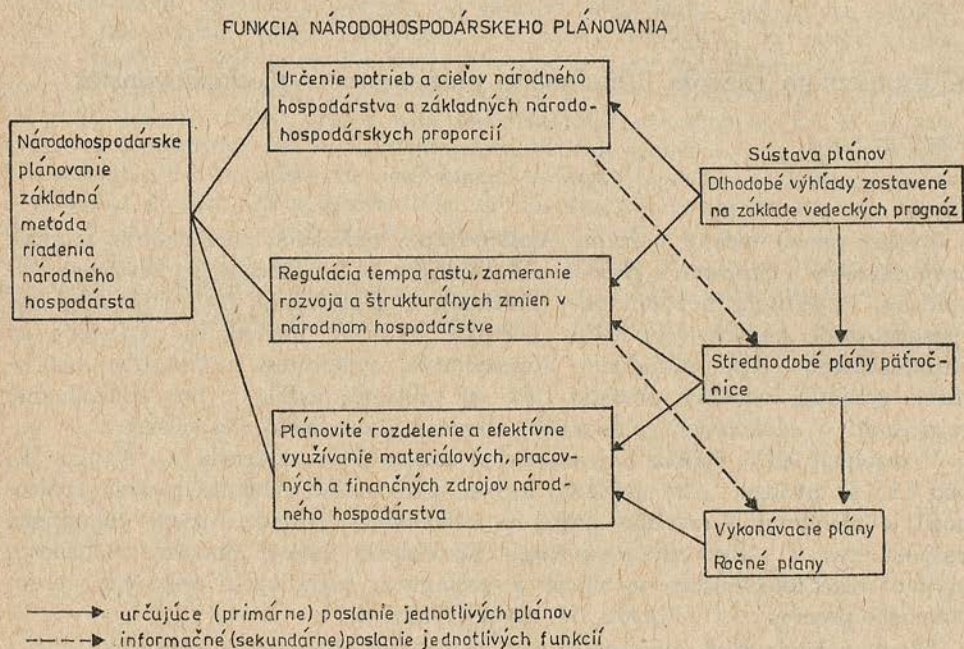 FUNKCIA NÁRODOHOSPODÁRSKEHO PLÁNOVANIA
Národohospodárske
plánovanie
základná
metóda
riadenia
národného
hospodársta
Určenie potrieb a cieľov národného
hospodárstva a základných národo-
hospodárskych proporcií
Regulácia tempa rastu, zameranie
rozvoja a štrukturálnych zmien v
národnom hospodárstve
Plánovité rozdelenie a efektívne
využívanie materiálových, pracov-
ných a finančných zdrojov národ-
ného hospodárstva
Sústava plánov
Dlhodobé výhľady zostavené
na základe vedeckých prognóz
Strednodobé plány päťroč-
nice
Vykonávacie plány
Ročné plány
určujúce (primárne) poslanie jednotlivých plánov
informačné (sekundárne) poslanie jednotlivých funkcií